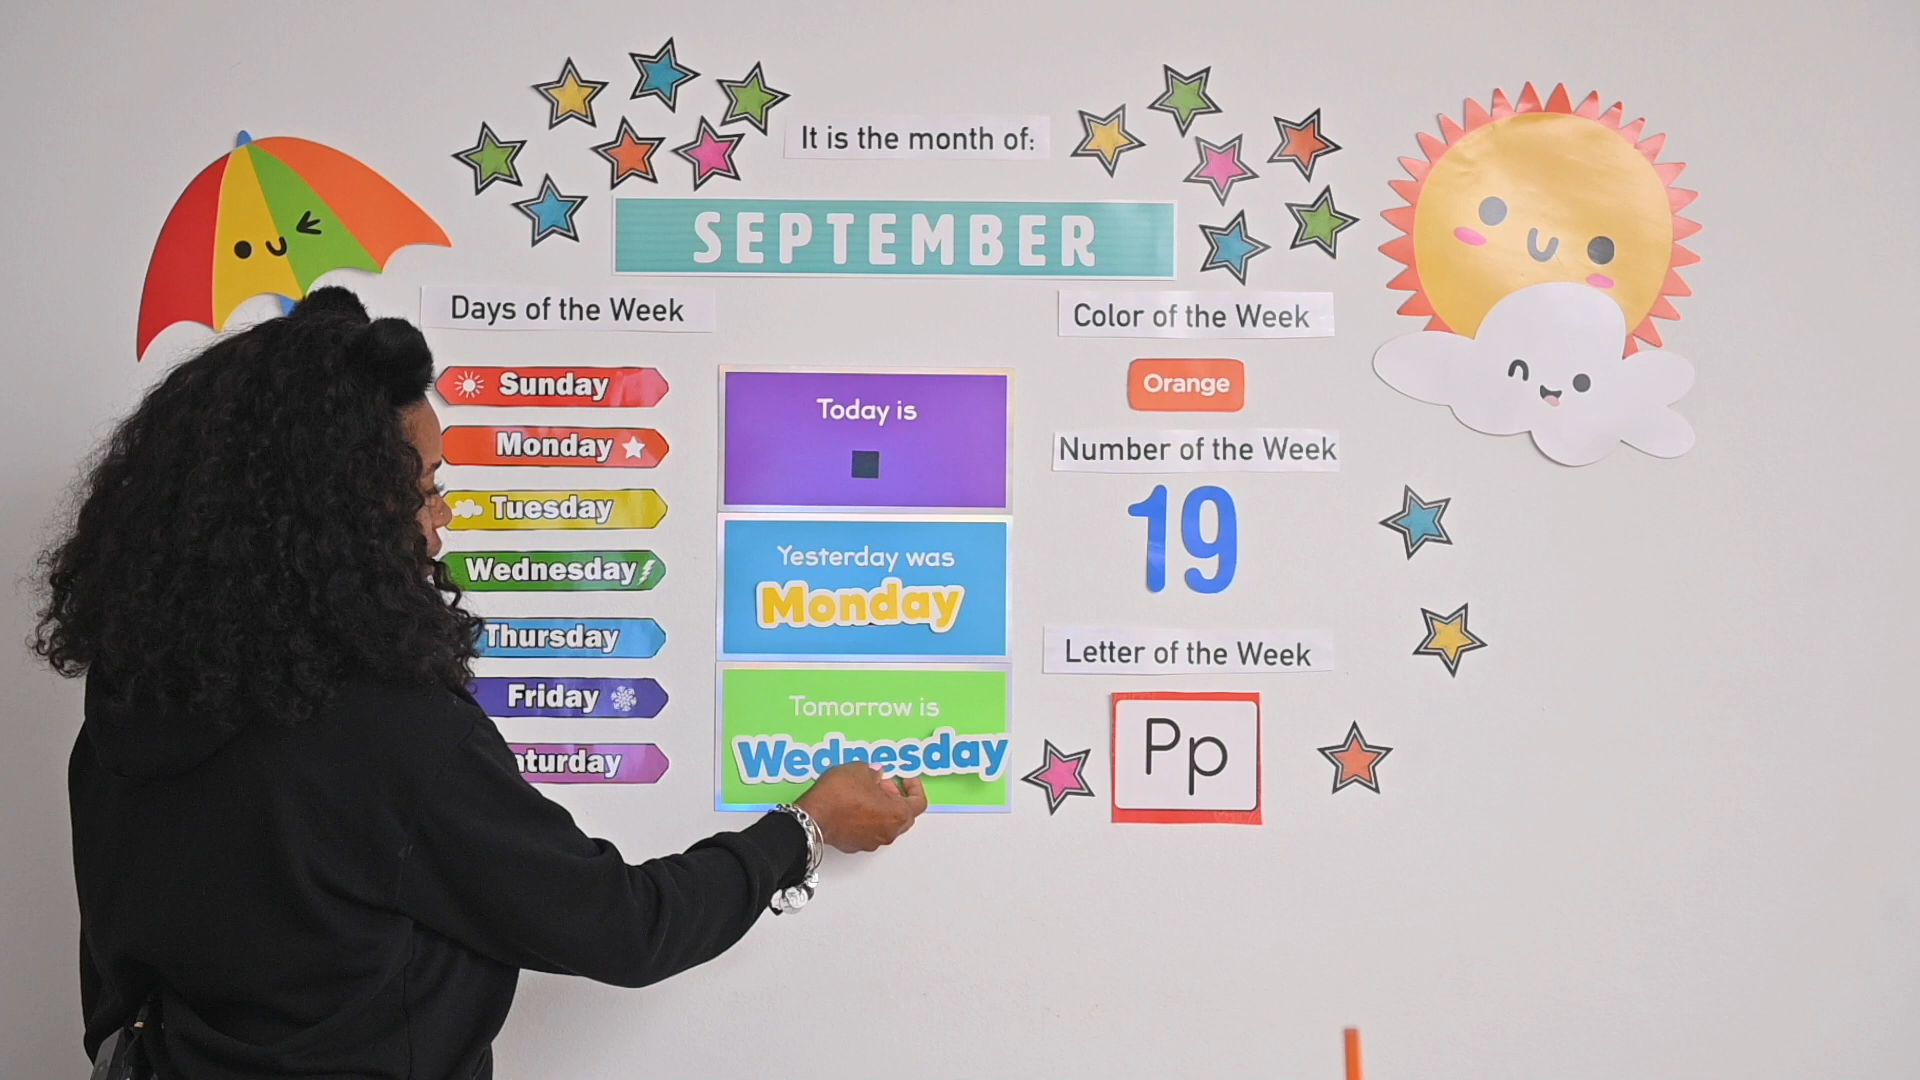 It is the month of:
SEPTEMBER
Days of the Week
Sunday
Monday
Tuesday
Wednesday
Thursday
Friday
aturday
Today is
Yesterday was
Monday
Tomorrow is
Wednesday
Color of the Week
Orange
Number of the Week
19
Letter of the Week
Pp